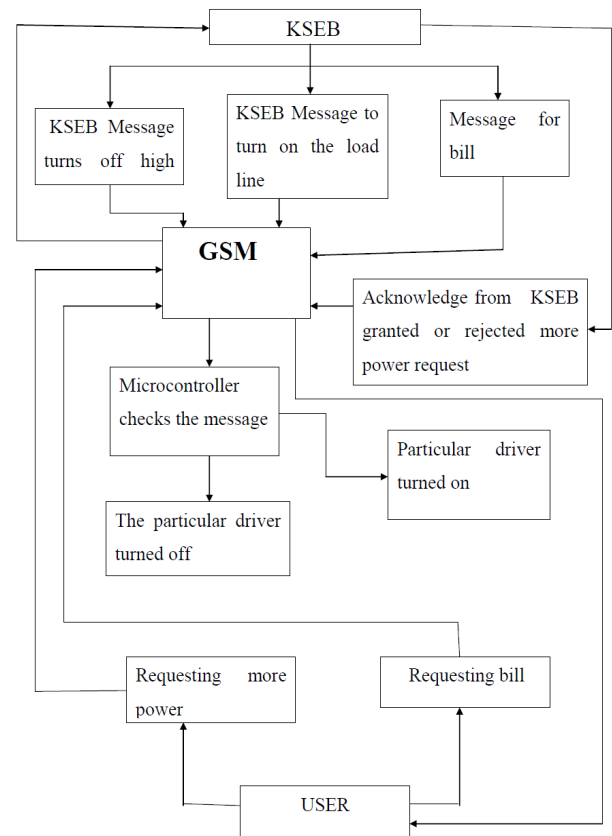 KSEB
KSEB Message
turns off high
KSEB Message to
turn on the load
line
Message for
bill
GSM
Acknowledge from KSEB
granted or rejected more
power request
Microcontroller
checks the message
Particular driver
turned on
The particular driver
turned off
Requesting more
power
Requesting bill
USER